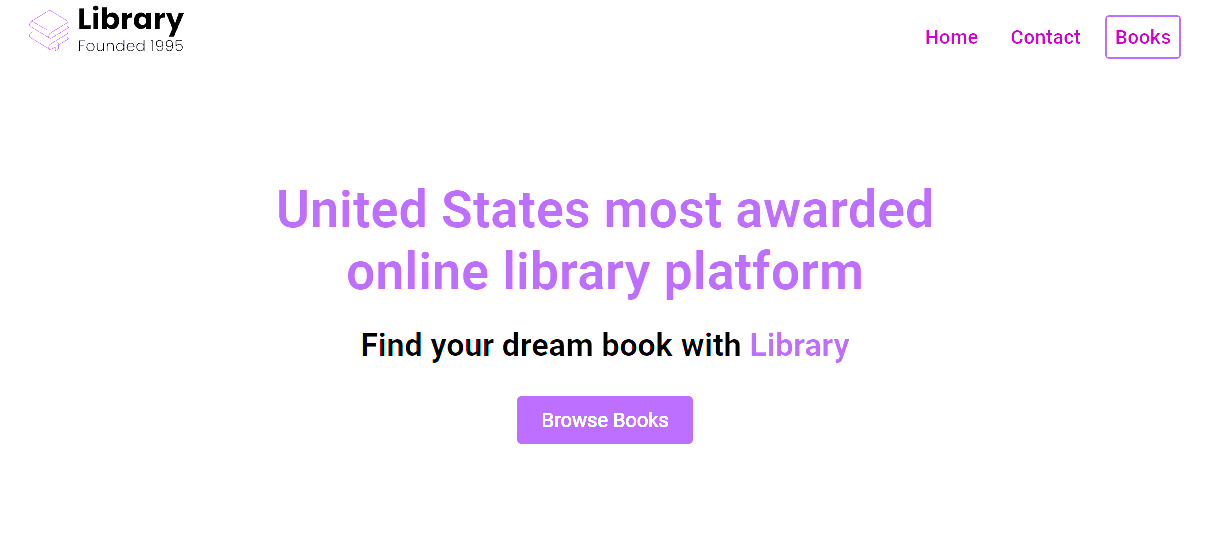 Library
Founded 1995
Home Contact Books
United States most awarded
online library platform
Find your dream book with Library
Browse Books